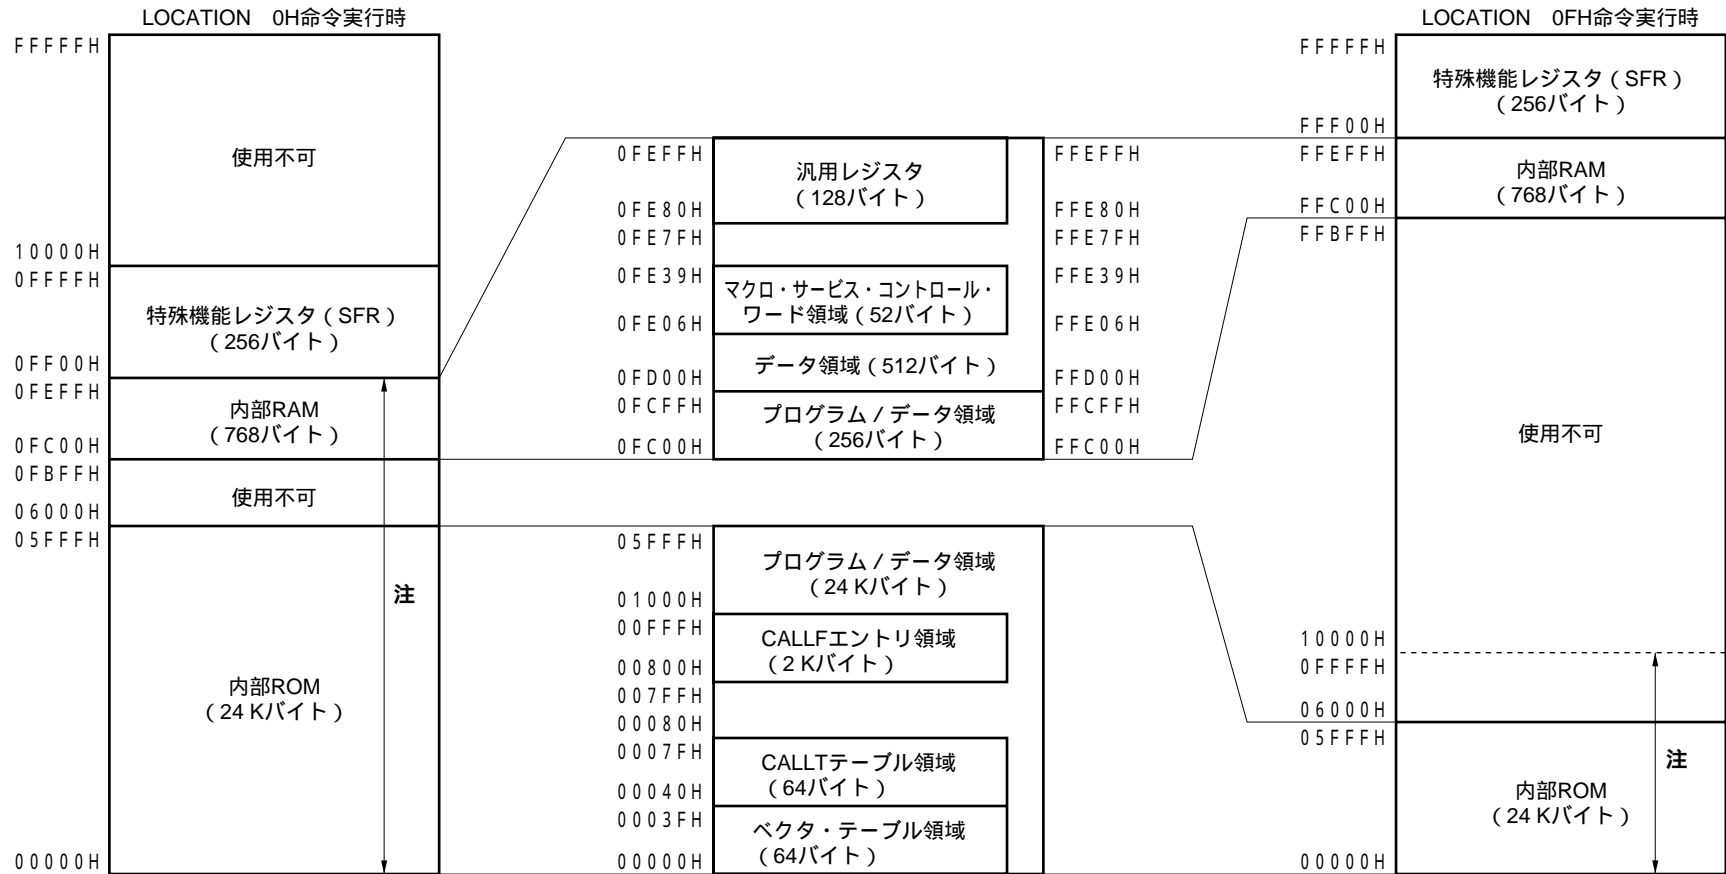 LOCATION 0H命令実行時
FFFFFH
使用不可
10000H
0FFFFH
特殊機能レジスタ(SFR)
(256バイト)
0FF00H
0FEFFH
内部RAM
(768バイト)
0FC00H
0FBFFH
使用不可
06000H
05FFFH
注
内部ROM
(24 Kバイト)
00000H
0FEFFH
汎用レジスタ
(128バイト)
FFEFFH
0FE80H
FFE80H
0FE7FH
FFE7FH
0FE39H
FFE39H
マクロ・サービス・コントロール・
ワード領域(52バイト)
0FE06H
FFE06H
データ領域(512バイト)
0FD00H
FFD00H
0FCFFH
FFCFFH
プログラム/データ領域
(256バイト)
0FC00H
FFC00H
05FFFH
プログラム/データ領域
(24 Kバイト)
01000H
00FFFH
CALLFエントリ領域
(2 Kバイト)
00800H
007FFH
00080H
0007FH
CALLTテーブル領域
(64バイト)
00040H
0003FH
ベクタ・テーブル領域
(64バイト)
00000H
LOCATION 0FH命令実行時
FFFFFH
特殊機能レジスタ(SFR)
(256バイト)
FFF00H
FFEFFH
内部RAM
(768バイト)
FFC00H
FFBFFH
使用不可
10000H
0FFFFH
06000H
05FFFH
注
内部ROM
(24 Kバイト)
00000H